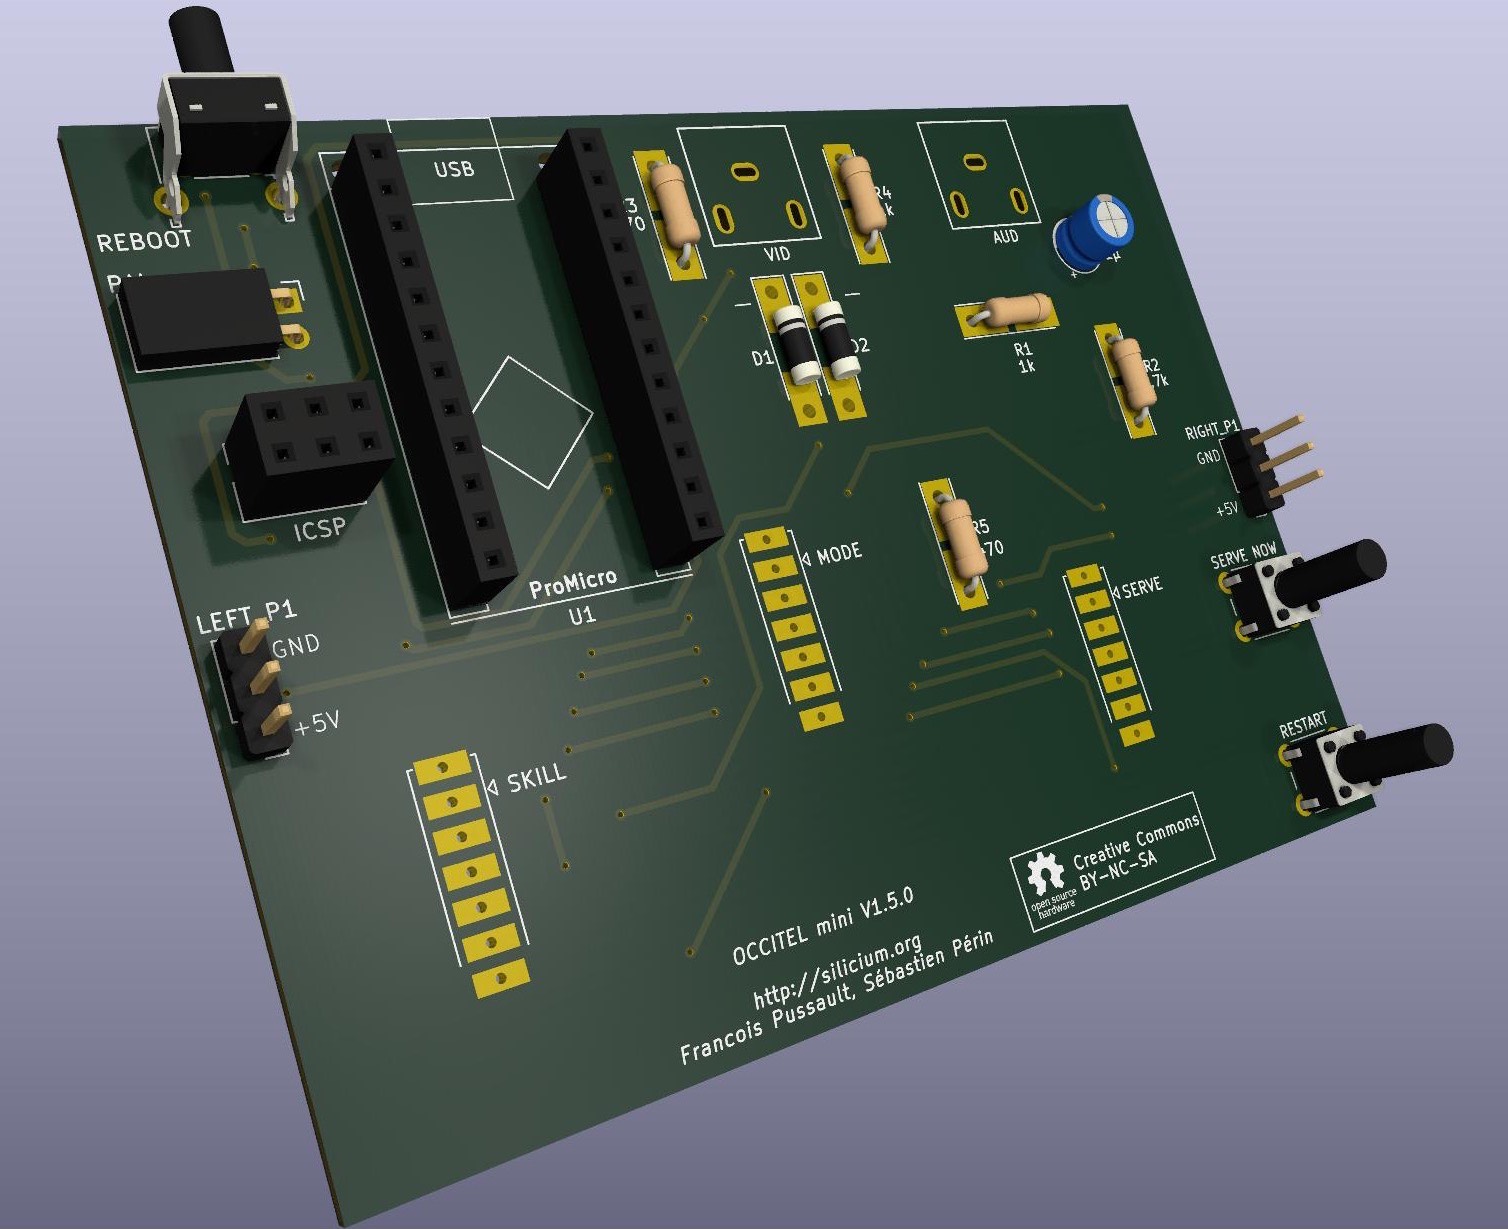 USB
REBOOT
VID
AUD
D1
D2
R1
1k
R2
RIGHT_P1
GND
+5V
ICSP
ProMicro
U1
MODE
R5
SERVE NOW
SERVE
LEFT_P1
GND
+5V
RESTART
SKILL
Creative Commons
BY-NC-SA
open source
hardware
OCCITEL mini V1.5.0
http://silicium.org
Francois Pussault, Sébastien Périn